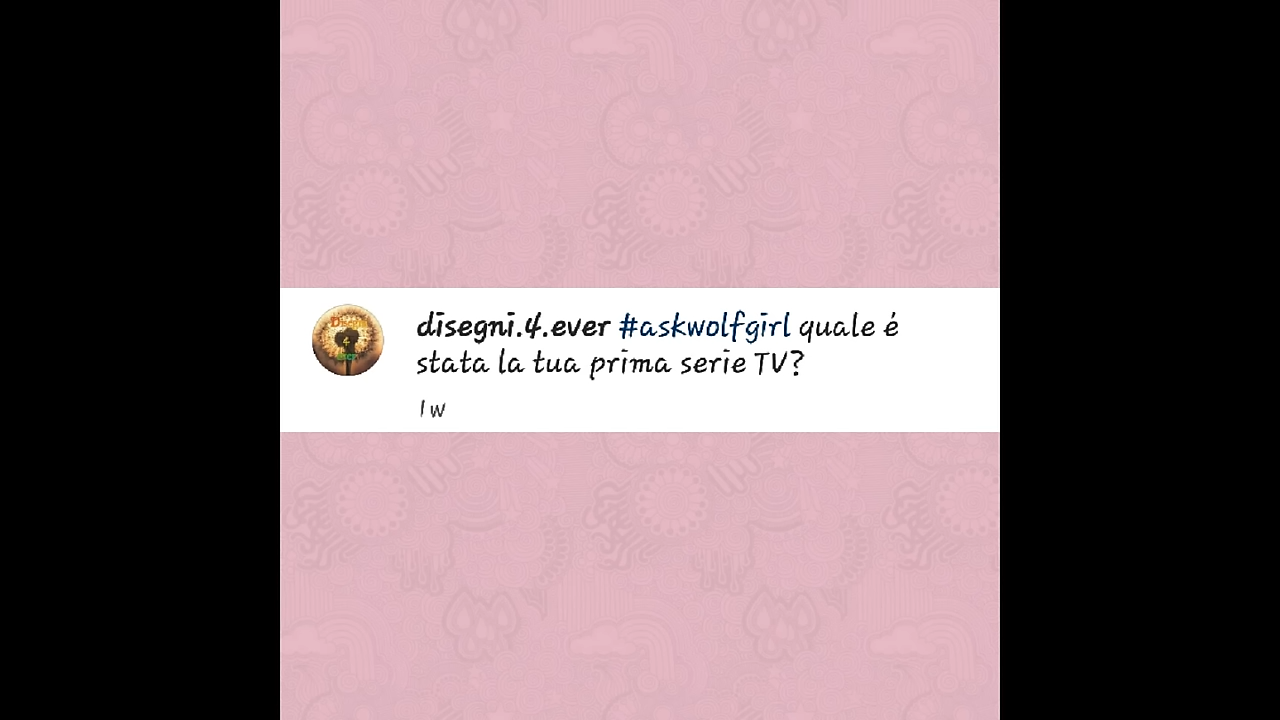 disegni.4.ever #askwolfgirl quale é
stata la tua prima serie TV?
1w